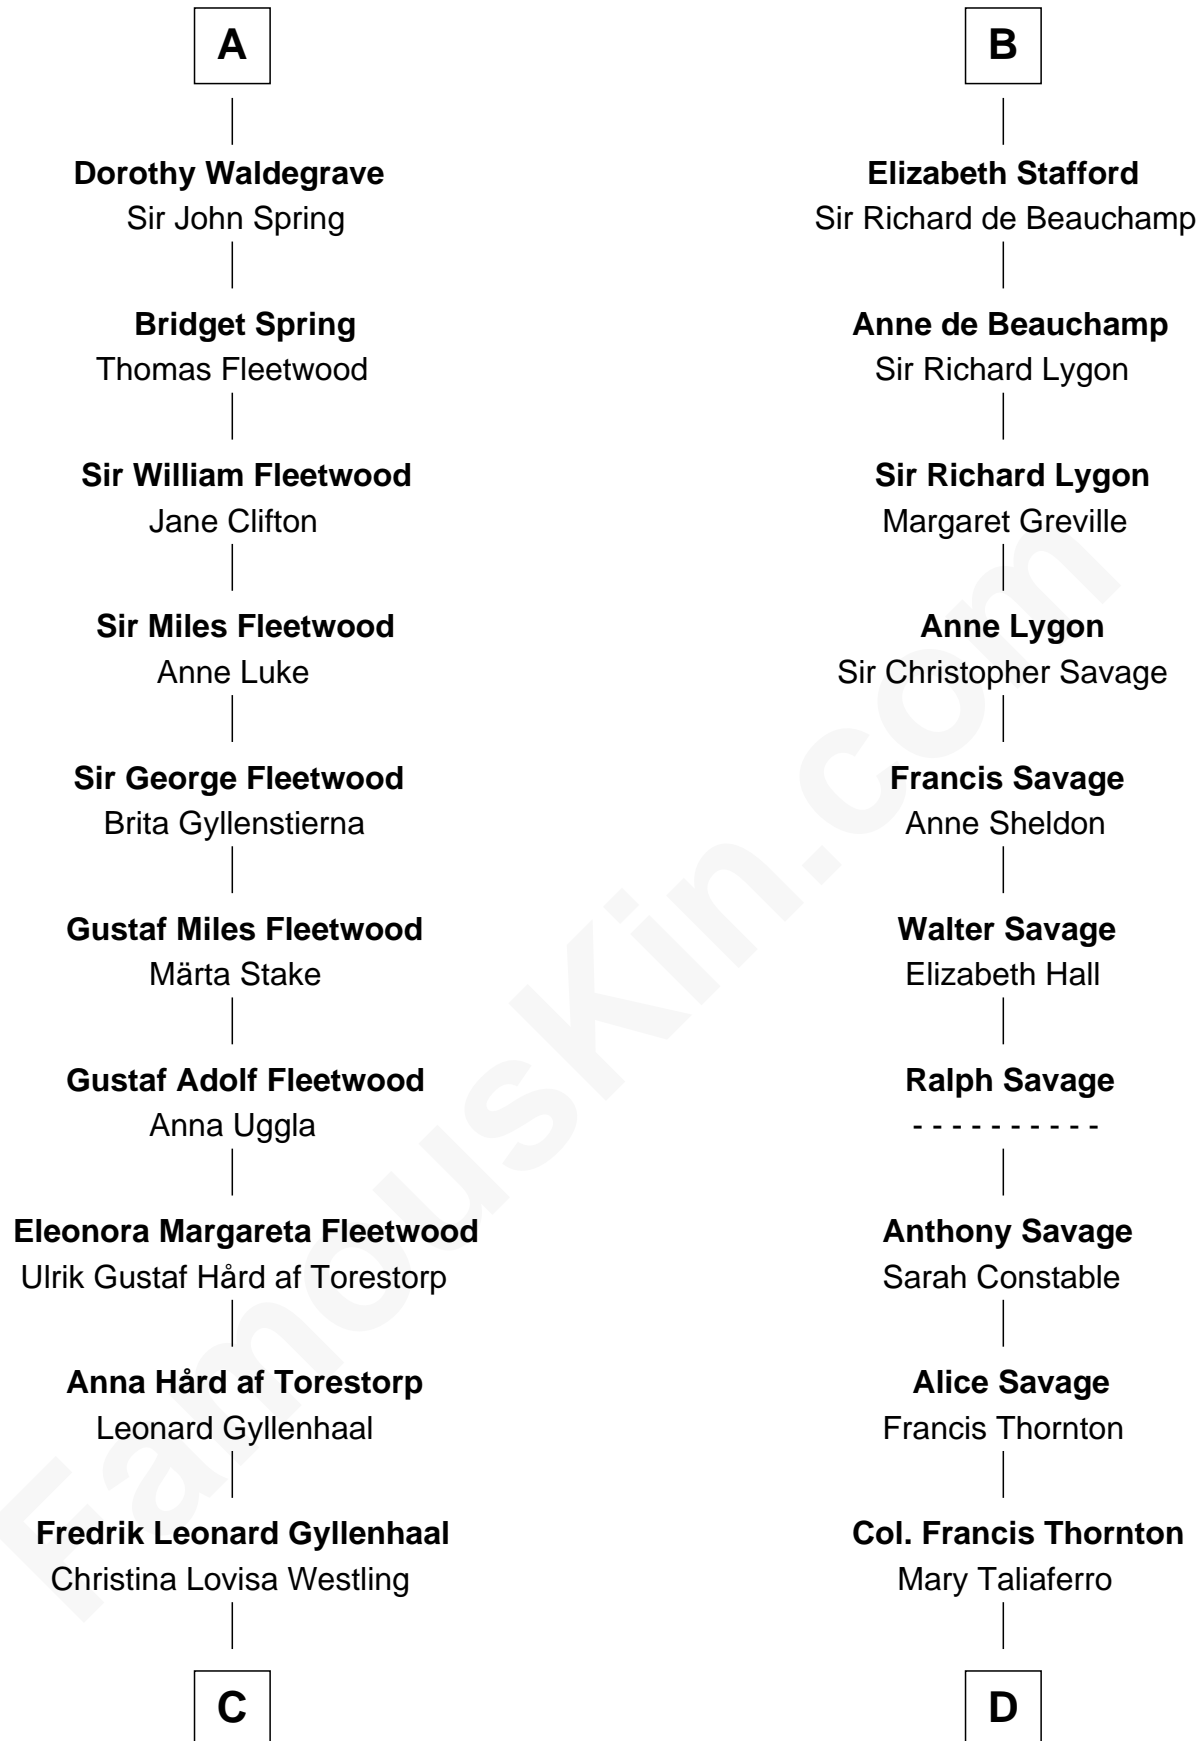 A
Dorothy Waldegrave
Sir John Spring
Bridget Spring
Thomas Fleetwood
Sir William Fleetwood
Jane Clifton
Sir Miles Fleetwood
Anne Luke
Sir George Fleetwood
Brita Gyllenstierna
Gustaf Miles Fleetwood
Märta Stake
Gustaf Adolf Fleetwood
Anna Uggla
Eleonora Margareta Fleetwood
Ulrik Gustaf Hård af Torestorp
Anna Hård af Torestorp
Leonard Gyllenhaal
Fredrik Leonard Gyllenhaal
Christina Lovisa Westling
C
B
Elizabeth Stafford
Sir Richard de Beauchamp
Anne de Beauchamp
Sir Richard Lygon
Sir Richard Lygon
Margaret Greville
Anne Lygon
Sir Christopher Savage
Francis Savage
Anne Sheldon
Walter Savage
Elizabeth Hall
Ralph Savage
- - - - - - - - - -
Anthony Savage
Sarah Constable
Alice Savage
Francis Thornton
Col. Francis Thornton
Mary Taliaferro
D
FamousKin.com